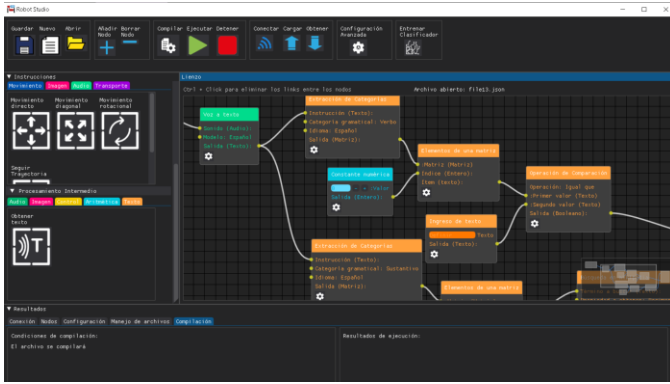 Robot Studio
Guardar Nuevo Abrir
Añadir Nodo
Borrar Nodo
Compilar Ejecutar Detener
Conectar Cargar Obtener
Configuración Avanzada
Entrenar Clasificador
Instrucciones
Movimiento Imagen Audio Transporte
Movimiento directo
Movimiento diagonal
Movimiento rotacional
Seguir Trayectoria
Procesamiento Intermedio
Audio Imagen Control Aritmética Texto
Obtener texto
T
Lienzo
Ctrl + Click para eliminar los links entre los nodos
Archivo abierto: file13.json
Voz a texto
Sonido (Audio):
Modelo: Español
Salida (Texto):
Extracción de Categorías
Instrucción (Texto):
Categoría gramatical: Verbo
Idioma: Español
Salida (Matriz):
Constante numérica
valor
Salida (Entero):
Elementos de una matriz
:Matriz (Matriz)
Indice (Entero):
Item (texto):
Ingreso de texto
Texto
Salida (Texto):
Operación de Comparación
Operación: Igual que
:Primer valor (Texto)
:Segundo valor (Texto)
Salida (Booleano):
Extracción de Categorías
Instrucción (Texto):
Categoría gramatical: Sustantivo
Idioma: Español
Salida (Matriz):
Elementos de una matriz
Resultados
Conexión Nodos Configuración Manejo de archivos Compilación
Condiciones de compilación:
El archivo se compilará
Resultados de ejecución: